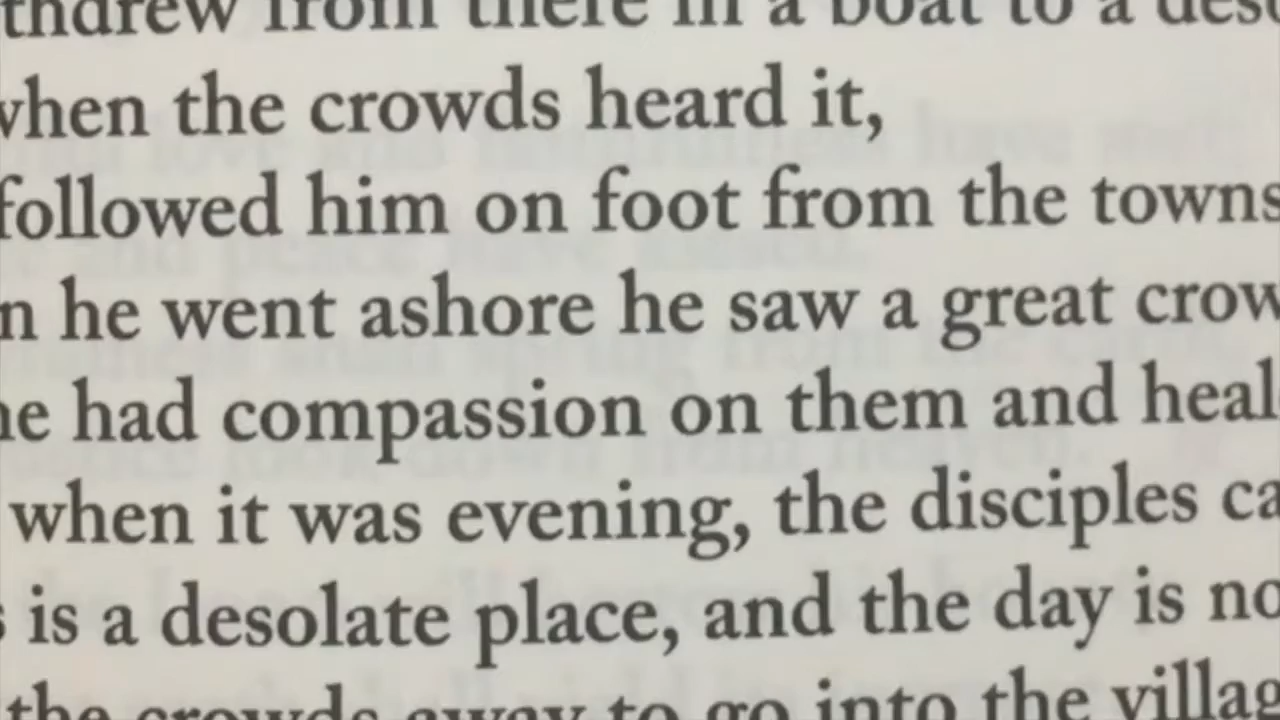 thdrew from there in a boat to a deso
when the crowds heard it,
followed him on foot from the towns
n he went ashore he saw a great crow
he had compassion on them and heal
when it was evening, the disciples ca
s is a desolate place, and the day is no
the crowds away to go into the villag